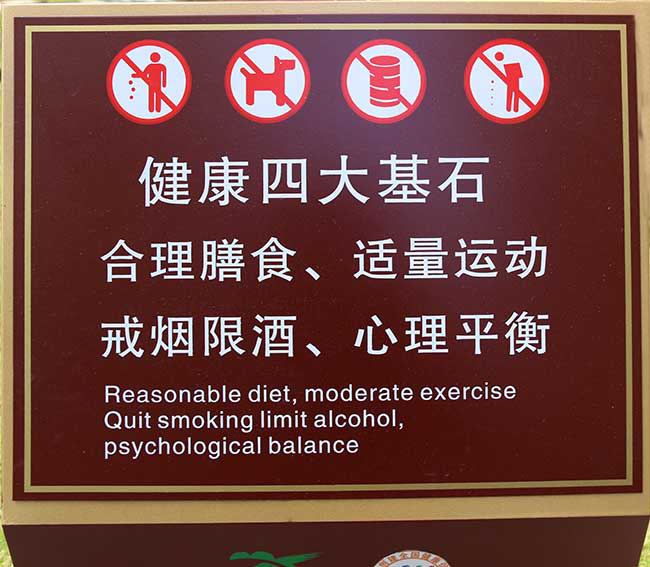 健康四大基石
合理膳食、适量运动
戒烟限酒、心理平衡
Reasonable diet, moderate exercise
Quit smoking limit alcohol,
psychological balance